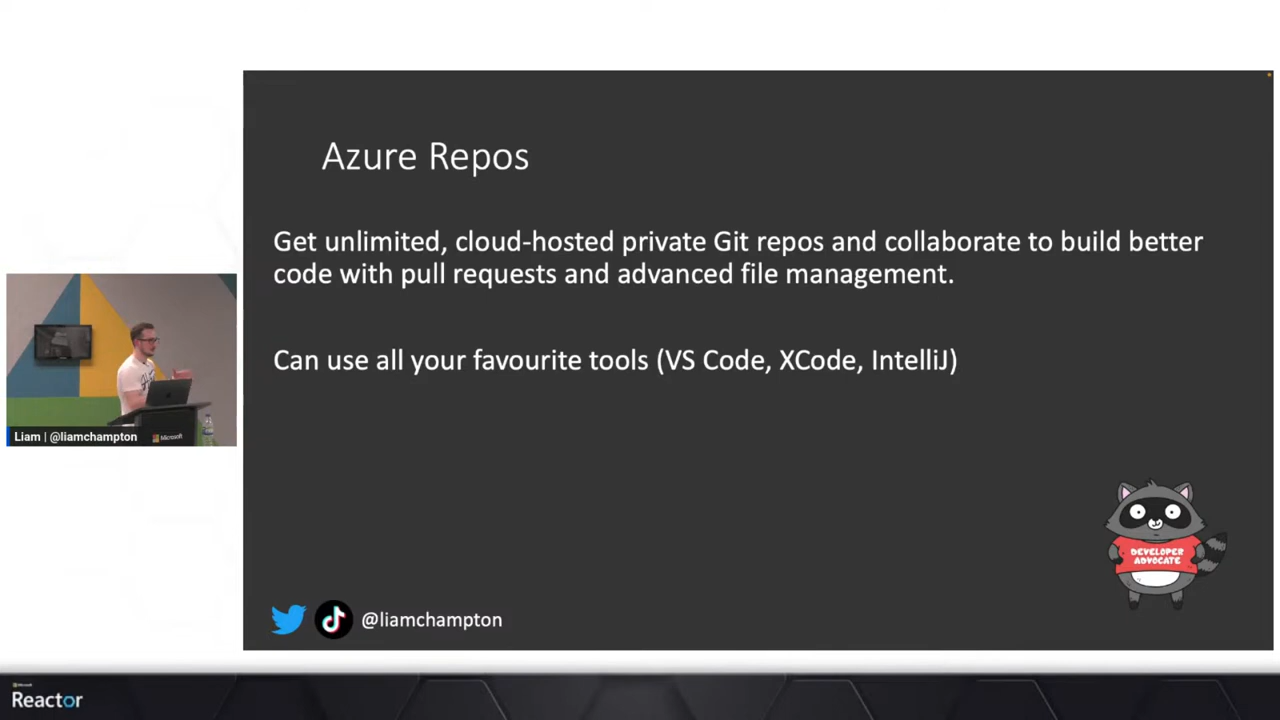 Azure Repos
Get unlimited, cloud-hosted private Git repos and collaborate to build better
code with pull requests and advanced file management.
Can use all your favourite tools (VS Code, XCode, IntelliJ)
Liam | @liamchampton
Microsoft
DEVELOPER
ADVOCATE
@liamchampton
Microsoft
Reactor